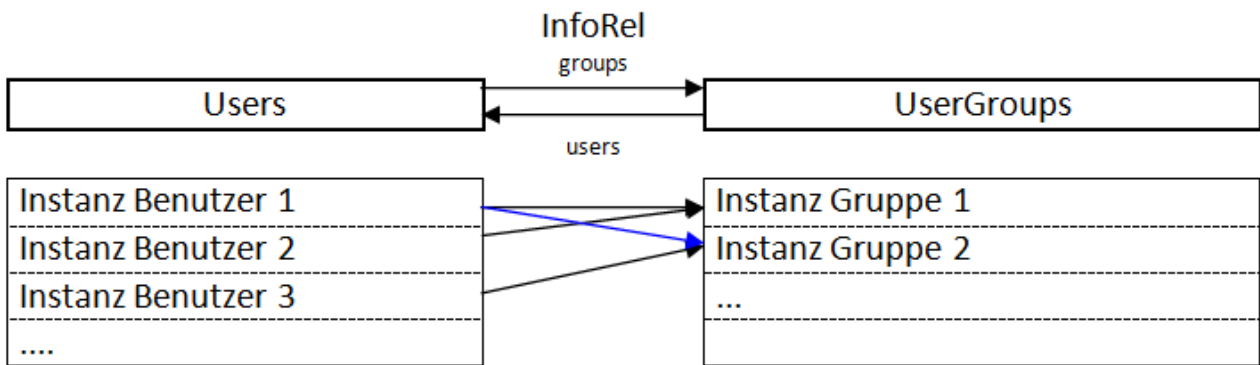 InfoRel
groups
Users
UserGroups
users
Instanz Benutzer 1
Instanz Gruppe 1
Instanz Benutzer 2
Instanz Gruppe 2
Instanz Benutzer 3
...
....